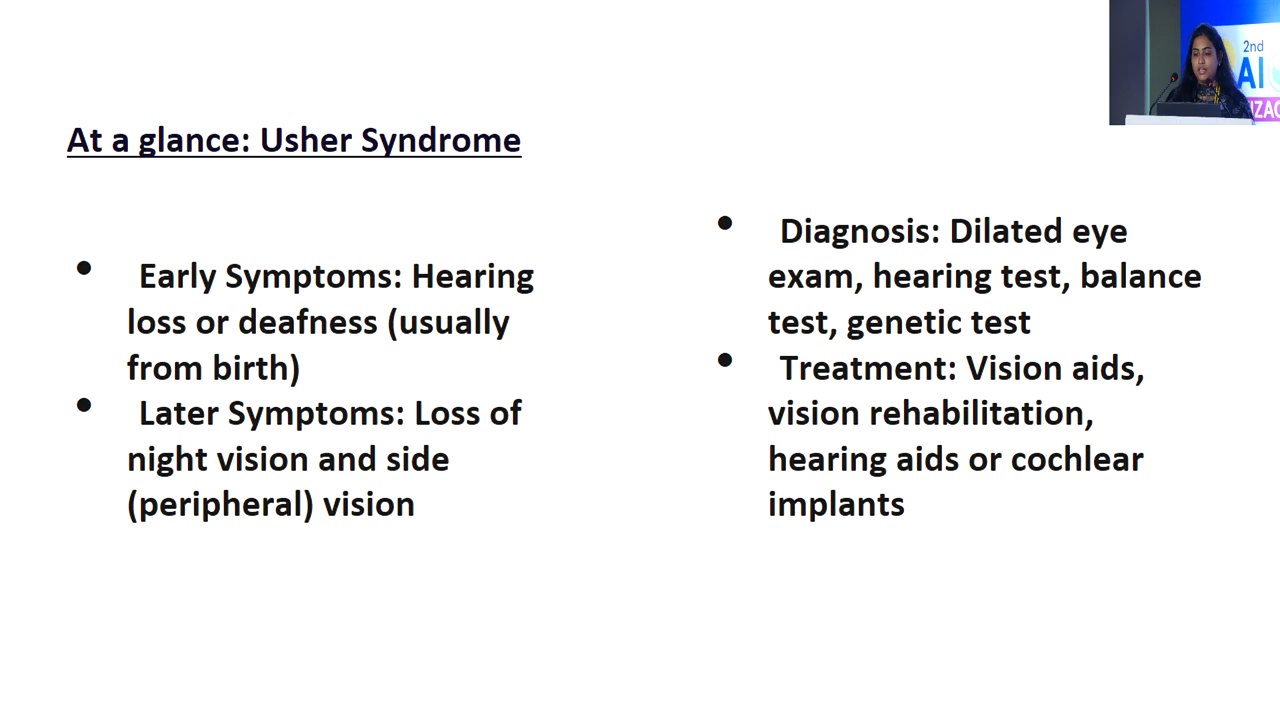 At a glance: Usher Syndrome
Early Symptoms: Hearing
loss or deafness (usually
from birth)
Later Symptoms: Loss of
night vision and side
(peripheral) vision
Diagnosis: Dilated eye
exam, hearing test, balance
test, genetic test
Treatment: Vision aids,
vision rehabilitation,
hearing aids or cochlear
implants
2nd
AI
IZAG